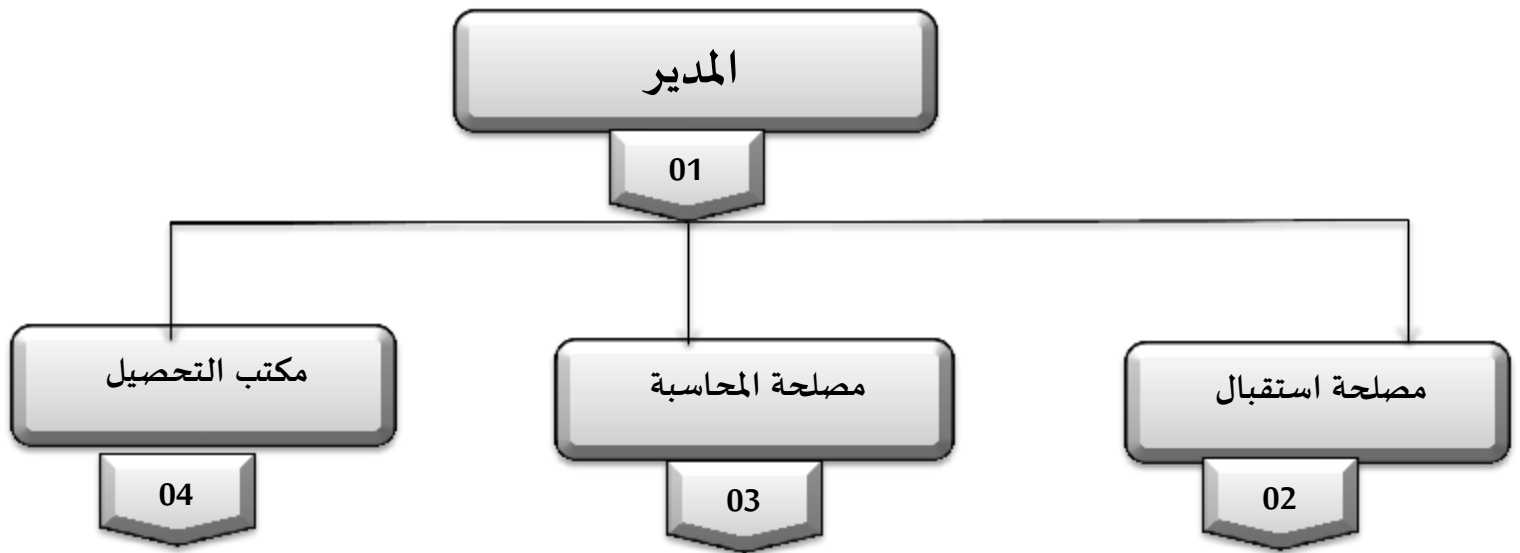 المدير
01
مصلحة استقبال
02
مصلحة المحاسبة
03
مكتب التحصيل
04